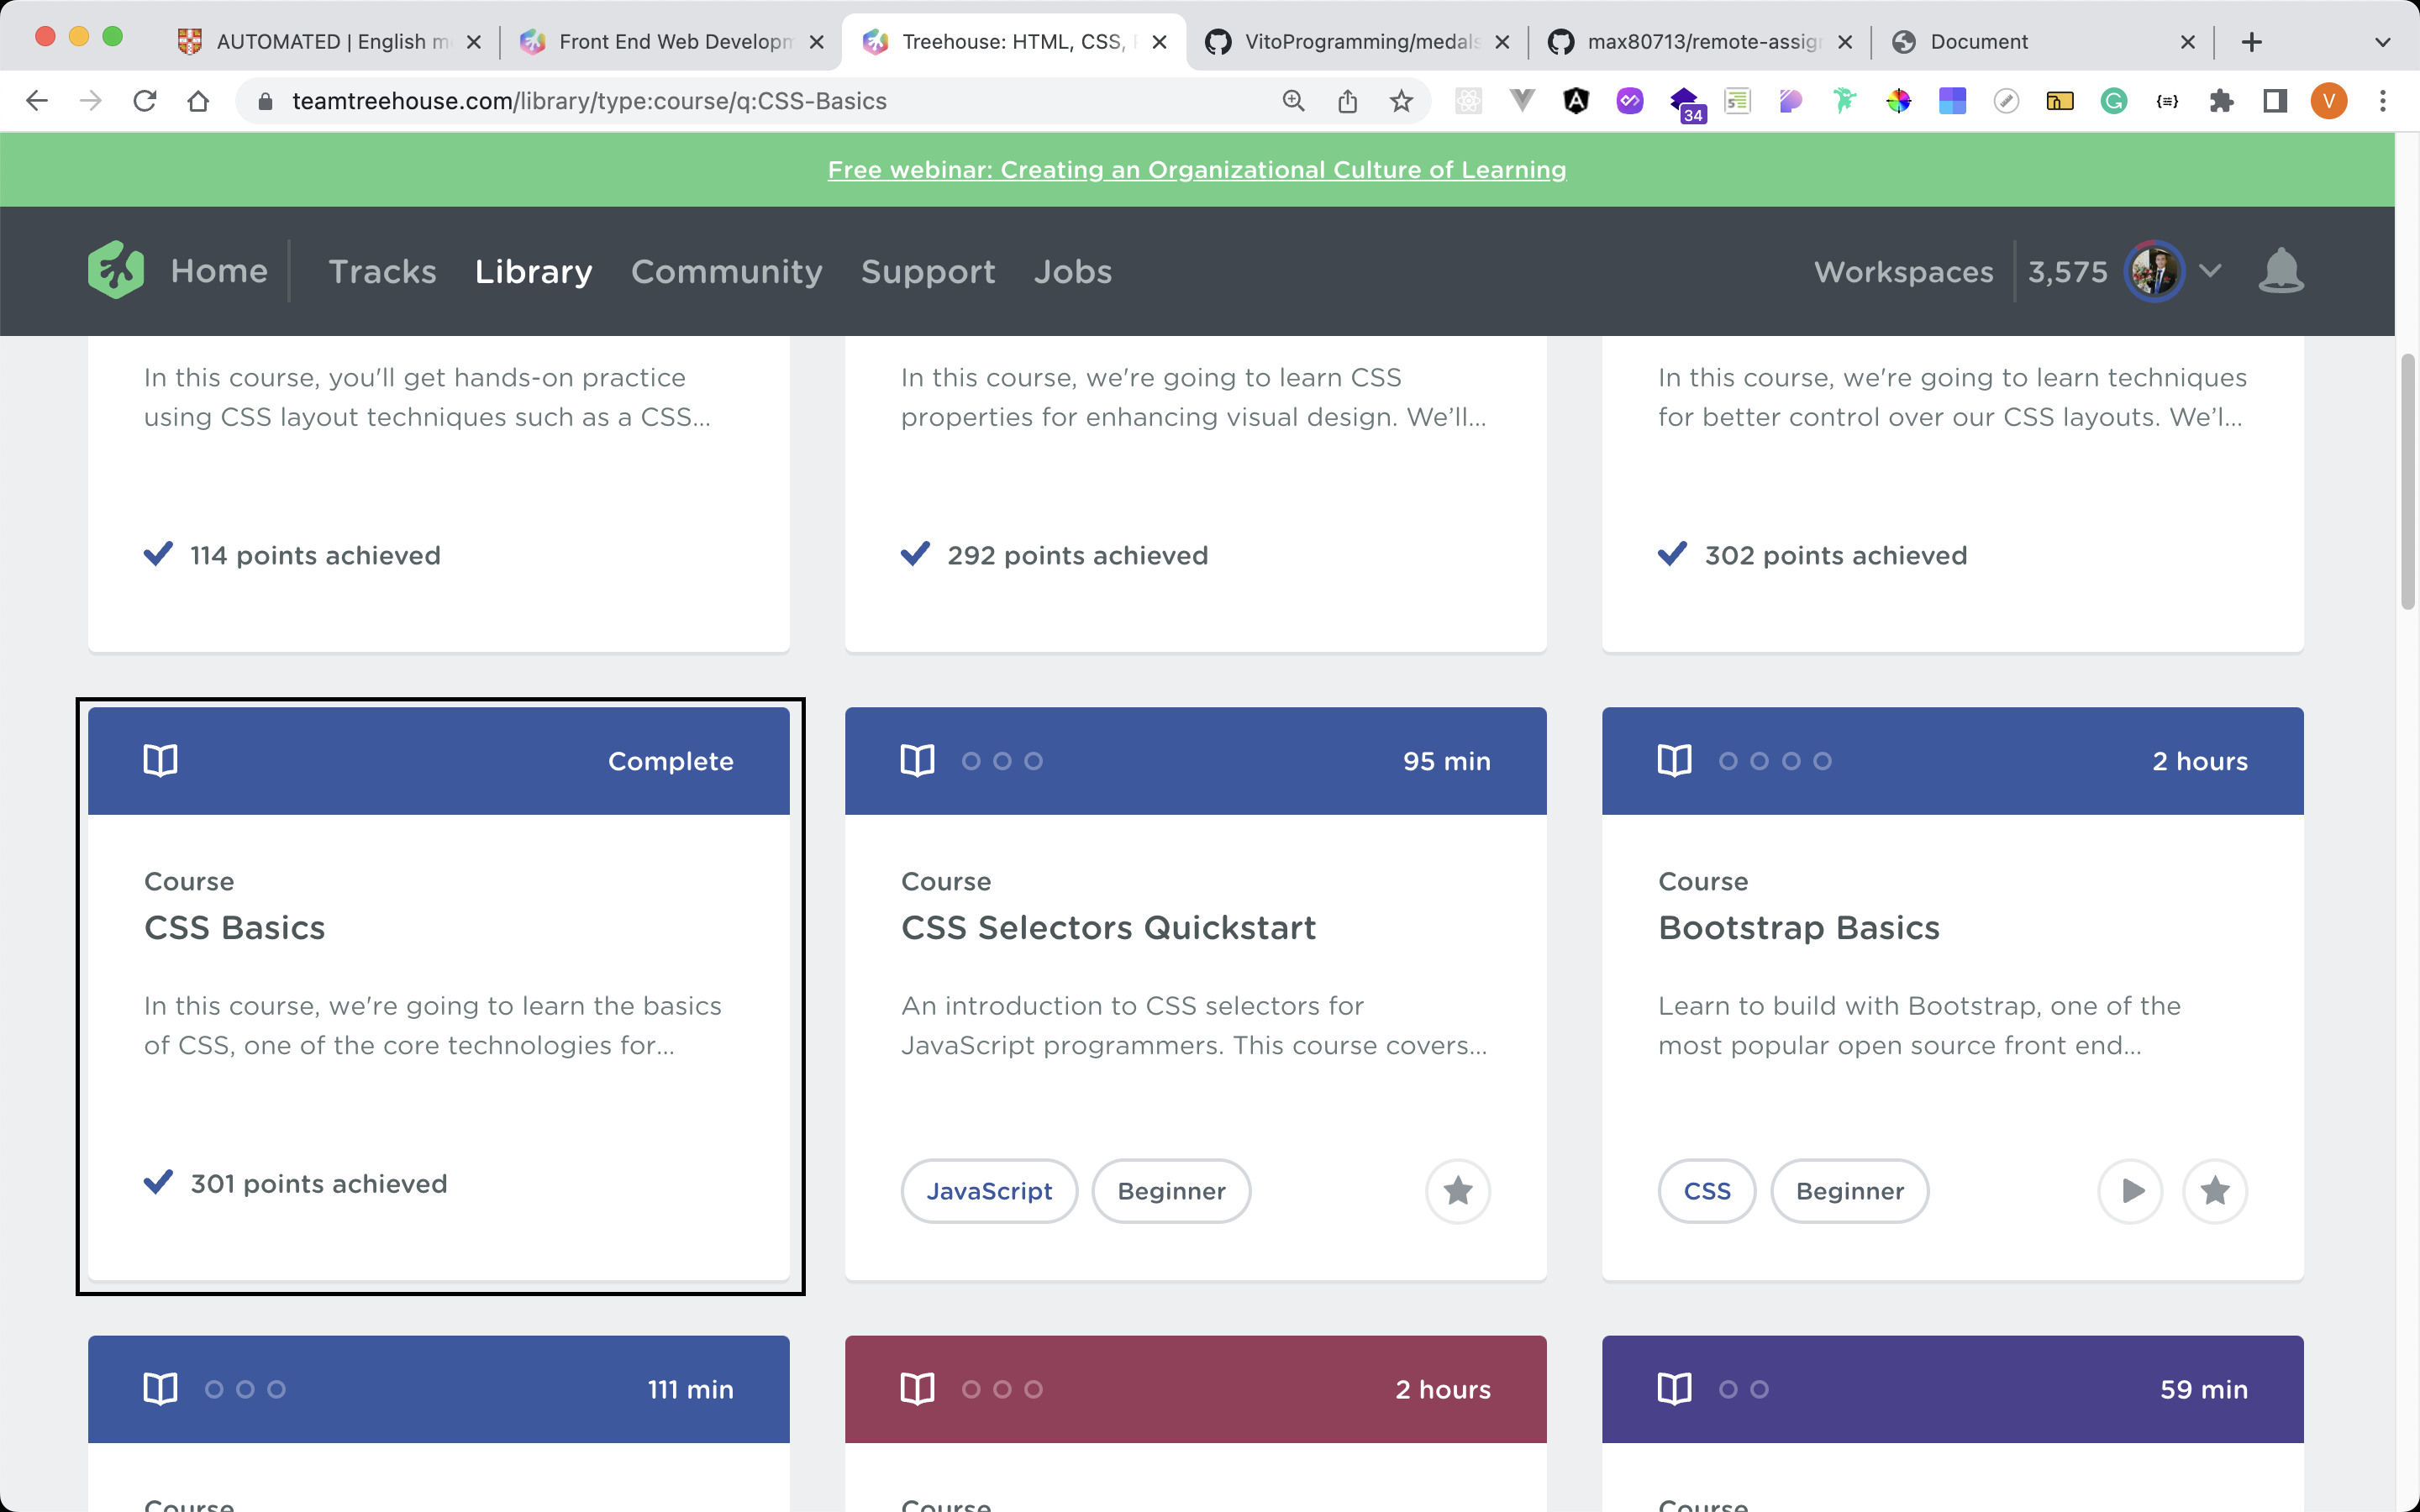 AUTOMATED | English m
Front End Web Developm
Treehouse: HTML, CSS,
VitoProgramming/medals
max80713/remote-assign
Document
teamtreehouse.com/library/type:course/q:CSS-Basics
34
V
Free webinar: Creating an Organizational Culture of Learning
Home Tracks Library Community Support Jobs Workspaces 3,575
In this course, you'll get hands-on practice
using CSS layout techniques such as a CSS...
114 points achieved
In this course, we're going to learn CSS
properties for enhancing visual design. We’ll...
292 points achieved
In this course, we're going to learn techniques
for better control over our CSS layouts. We’l...
302 points achieved
Complete
Course
CSS Basics
In this course, we're going to learn the basics
of CSS, one of the core technologies for...
301 points achieved
95 min
Course
CSS Selectors Quickstart
An introduction to CSS selectors for
JavaScript programmers. This course covers...
JavaScript Beginner
2 hours
Course
Bootstrap Basics
Learn to build with Bootstrap, one of the
most popular open source front end...
CSS Beginner
111 min
Course
2 hours
Course
59 min
Course